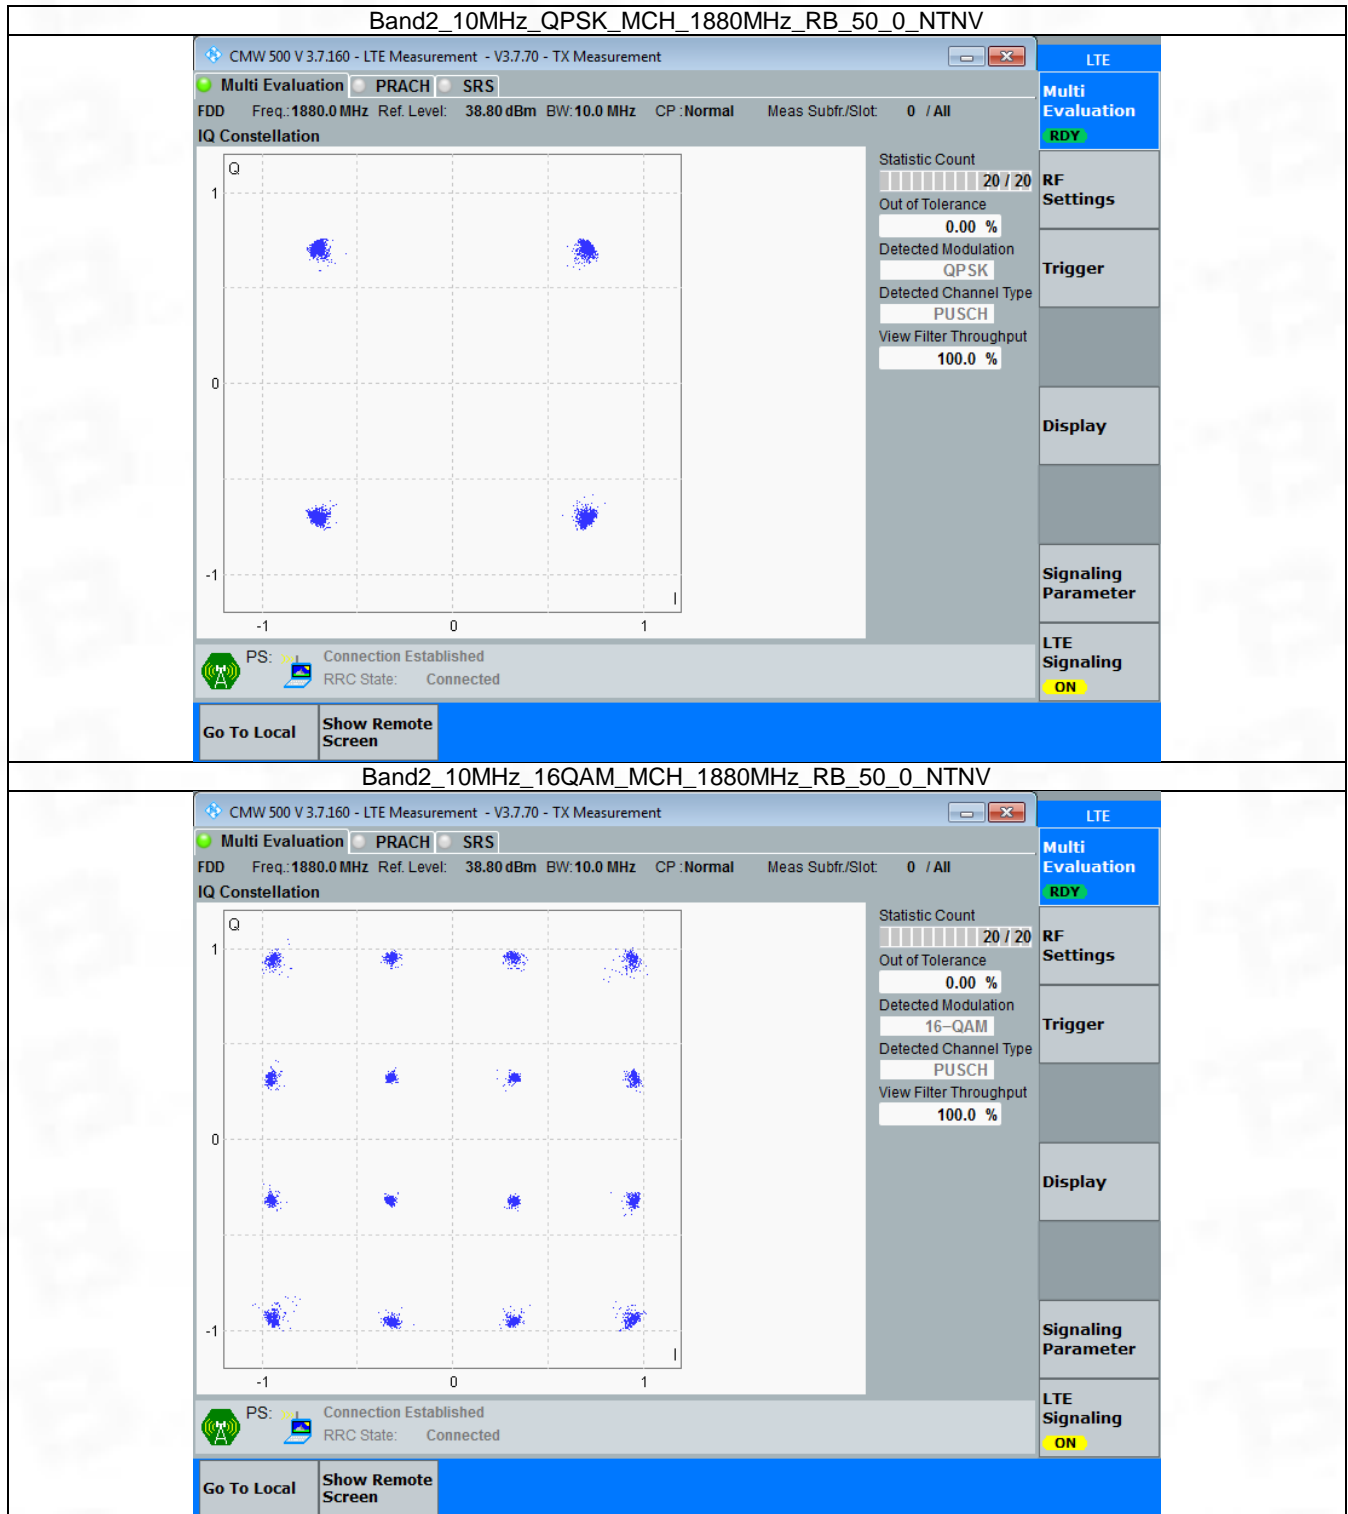 Band2_10MHz_QPSK_MCH_1880MHz_RB_50_0_NTNV
CMW 500 V 3.7.160 - LTE Measurement - V3.7.70 - TX Measurement
LTE
Multi Evaluation PRACH SRS
FDD Freq.:1880.0 MHz Ref. Level: 38.80 dBm BW:10.0 MHz CP :Normal Meas Subfr./Slot: 0 / All
IQ Constellation
Q
1
0
-1
I
-1 0 1
Statistic Count
20 / 20
Out of Tolerance
0.00 %
Detected Modulation
QPSK
Detected Channel Type
PUSCH
View Filter Throughput
100.0 %
Multi
Evaluation
RDY
RF
Settings
Trigger
Display
Signaling
Parameter
LTE
Signaling
ON
PS: Connection Established
RRC State: Connected
Go To Local
Show Remote
Screen
Band2_10MHz_16QAM_MCH_1880MHz_RB_50_0_NTNV
CMW 500 V 3.7.160 - LTE Measurement - V3.7.70 - TX Measurement
LTE
Multi Evaluation PRACH SRS
FDD Freq.:1880.0 MHz Ref. Level: 38.80 dBm BW:10.0 MHz CP :Normal Meas Subfr./Slot: 0 / All
IQ Constellation
Q
1
0
-1
I
-1 0 1
Statistic Count
20 / 20
Out of Tolerance
0.00 %
Detected Modulation
16-QAM
Detected Channel Type
PUSCH
View Filter Throughput
100.0 %
Multi
Evaluation
RDY
RF
Settings
Trigger
Display
Signaling
Parameter
LTE
Signaling
ON
PS: Connection Established
RRC State: Connected
Go To Local
Show Remote
Screen